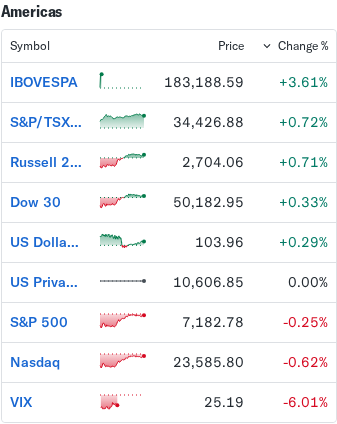 Americas
Symbol Price Change %
IBOVESPA 183,188.59 +3.61%
S&P/TSX... 34,426.88 +0.72%
Russell 2... 2,704.06 +0.71%
Dow 30 50,182.95 +0.33%
US Dolla... 103.96 +0.29%
US Priva... 10,606.85 0.00%
S&P 500 7,182.78 -0.25%
Nasdaq 23,585.80 -0.62%
VIX 25.19 -6.01%